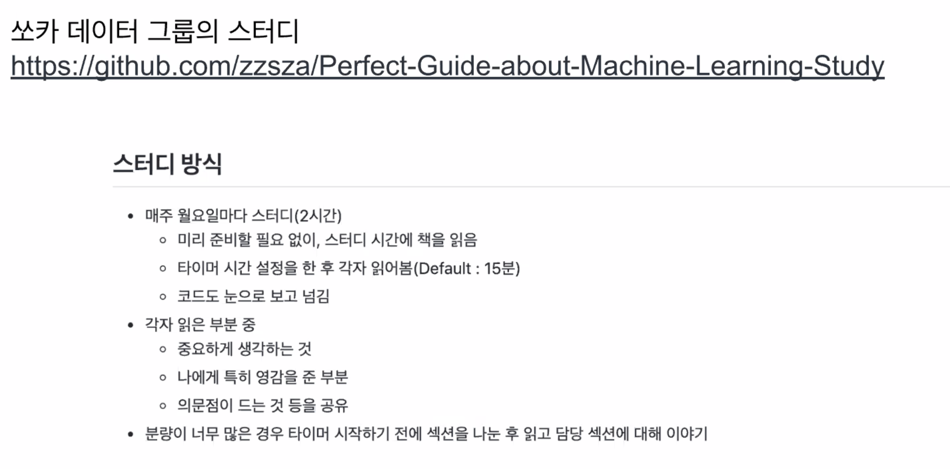 쏘카 데이터 그룹의 스터디
https://github.com/zzsza/Perfect-Guide-about-Machine-Learning-Study
스터디 방식
• 매주 월요일마다 스터디(2시간)
◦ 미리 준비할 필요 없이, 스터디 시간에 책을 읽음
◦ 타이머 시간 설정을 한 후 각자 읽어봄(Default : 15분)
◦ 코드도 눈으로 보고 넘김
• 각자 읽은 부분 중
◦ 중요하게 생각하는 것
◦ 나에게 특히 영감을 준 부분
◦ 의문점이 드는 것 등을 공유
• 분량이 너무 많은 경우 타이머 시작하기 전에 섹션을 나눈 후 읽고 담당 섹션에 대해 이야기